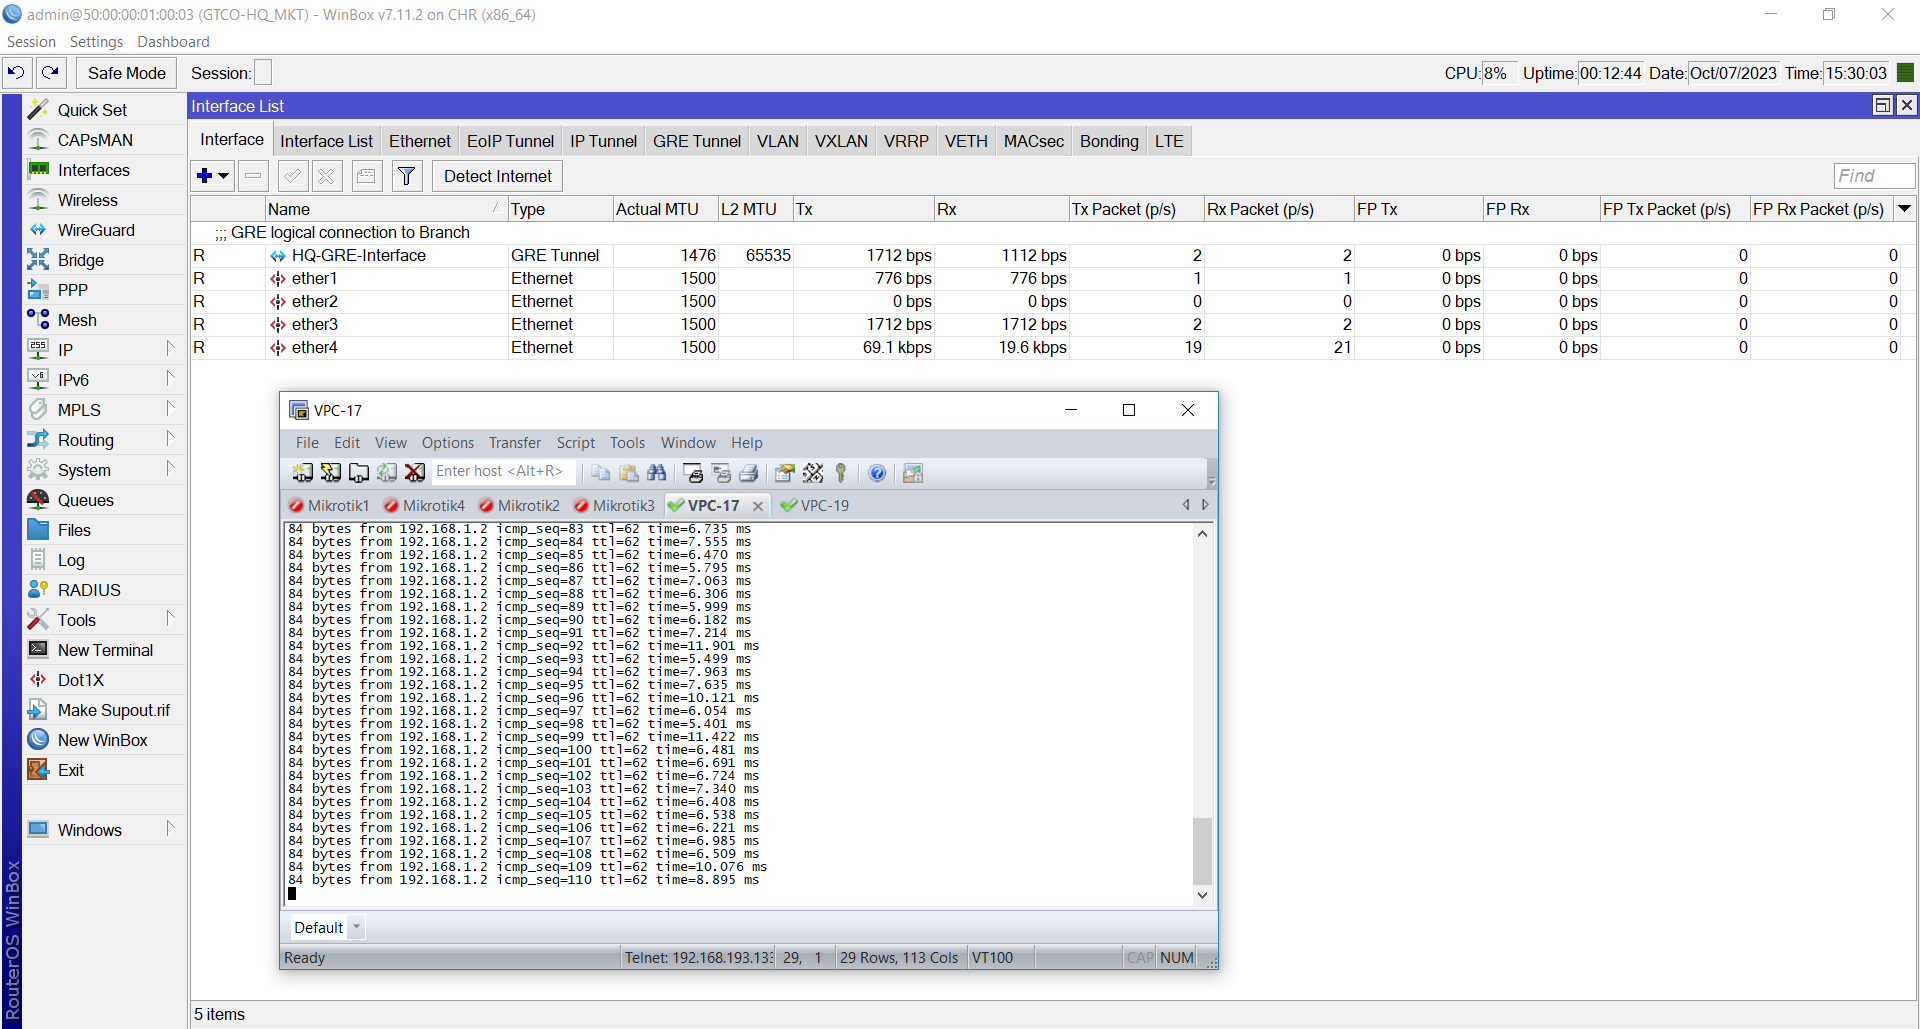 admin@50:00:00:01:00:03 (GTCO-HQ_MKT) - WinBox v7.11.2 on CHR (x86_64)
Session Settings Dashboard
Safe Mode Session: CPU: 8% Uptime: 00:12:44 Date: Oct/07/2023 Time: 15:30:03
Quick Set
CAPsMAN
Interfaces
Wireless
WireGuard
Bridge
PPP
Mesh
255 IP
v6 IPv6
MPLS
Routing
System
Queues
Files
Log
RADIUS
Tools
New Terminal
Dot1X
Make Supout.rif
New WinBox
Exit
Windows
RouterOS WinBox
Interface List
Interface Interface List Ethernet EoIP Tunnel IP Tunnel GRE Tunnel VLAN VXLAN VRRP VETH MACsec Bonding LTE
Detect Internet Find
Name Type Actual MTU L2 MTU Tx Rx Tx Packet (p/s) Rx Packet (p/s) FP Tx FP Rx FP Tx Packet (p/s) FP Rx Packet (p/s)
;;; GRE logical connection to Branch
R HQ-GRE-Interface GRE Tunnel 1476 65535 1712 bps 1112 bps 2 2 0 bps 0 bps 0 0
R ether1 Ethernet 1500 776 bps 776 bps 1 1 0 bps 0 bps 0 0
R ether2 Ethernet 1500 0 bps 0 bps 0 0 0 bps 0 bps 0 0
R ether3 Ethernet 1500 1712 bps 1712 bps 2 2 0 bps 0 bps 0 0
R ether4 Ethernet 1500 69.1 kbps 19.6 kbps 19 21 0 bps 0 bps 0 0
VPC-17
File Edit View Options Transfer Script Tools Window Help
Enter host <Alt+R>
Mikrotik1 Mikrotik4 Mikrotik2 Mikrotik3 VPC-17 VPC-19
84 bytes from 192.168.1.2 icmp_seq=83 ttl=62 time=6.735 ms
84 bytes from 192.168.1.2 icmp_seq=84 ttl=62 time=7.555 ms
84 bytes from 192.168.1.2 icmp_seq=85 ttl=62 time=6.470 ms
84 bytes from 192.168.1.2 icmp_seq=86 ttl=62 time=5.795 ms
84 bytes from 192.168.1.2 icmp_seq=87 ttl=62 time=7.063 ms
84 bytes from 192.168.1.2 icmp_seq=88 ttl=62 time=6.306 ms
84 bytes from 192.168.1.2 icmp_seq=89 ttl=62 time=5.999 ms
84 bytes from 192.168.1.2 icmp_seq=90 ttl=62 time=6.182 ms
84 bytes from 192.168.1.2 icmp_seq=91 ttl=62 time=7.214 ms
84 bytes from 192.168.1.2 icmp_seq=92 ttl=62 time=11.901 ms
84 bytes from 192.168.1.2 icmp_seq=93 ttl=62 time=5.499 ms
84 bytes from 192.168.1.2 icmp_seq=94 ttl=62 time=7.963 ms
84 bytes from 192.168.1.2 icmp_seq=95 ttl=62 time=7.635 ms
84 bytes from 192.168.1.2 icmp_seq=96 ttl=62 time=10.121 ms
84 bytes from 192.168.1.2 icmp_seq=97 ttl=62 time=6.054 ms
84 bytes from 192.168.1.2 icmp_seq=98 ttl=62 time=5.401 ms
84 bytes from 192.168.1.2 icmp_seq=99 ttl=62 time=11.422 ms
84 bytes from 192.168.1.2 icmp_seq=100 ttl=62 time=6.481 ms
84 bytes from 192.168.1.2 icmp_seq=101 ttl=62 time=6.691 ms
84 bytes from 192.168.1.2 icmp_seq=102 ttl=62 time=6.724 ms
84 bytes from 192.168.1.2 icmp_seq=103 ttl=62 time=7.340 ms
84 bytes from 192.168.1.2 icmp_seq=104 ttl=62 time=6.408 ms
84 bytes from 192.168.1.2 icmp_seq=105 ttl=62 time=6.538 ms
84 bytes from 192.168.1.2 icmp_seq=106 ttl=62 time=6.221 ms
84 bytes from 192.168.1.2 icmp_seq=107 ttl=62 time=6.985 ms
84 bytes from 192.168.1.2 icmp_seq=108 ttl=62 time=6.509 ms
84 bytes from 192.168.1.2 icmp_seq=109 ttl=62 time=10.076 ms
84 bytes from 192.168.1.2 icmp_seq=110 ttl=62 time=8.895 ms
Default
Ready Telnet: 192.168.193.133 29, 1 29 Rows, 113 Cols VT100 CAP NUM
5 items